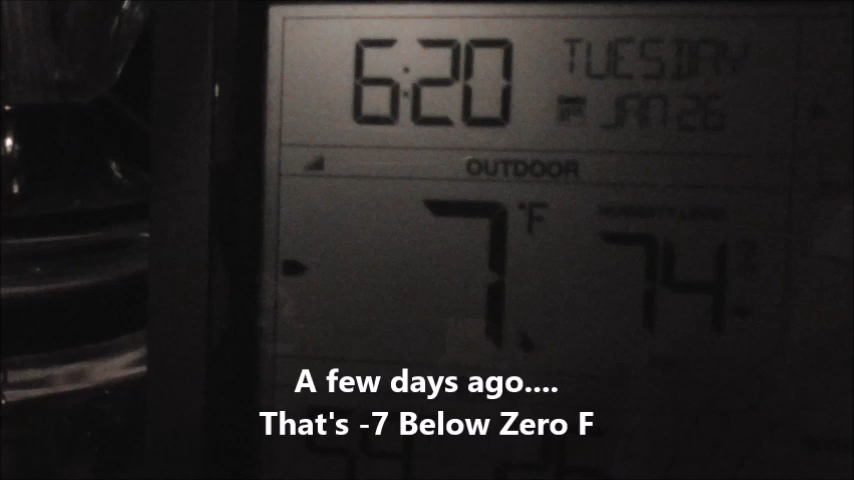 6:20 TUESDAY
JAN 26
OUTDOOR
7 °F 74
A few days ago....
That's -7 Below Zero F